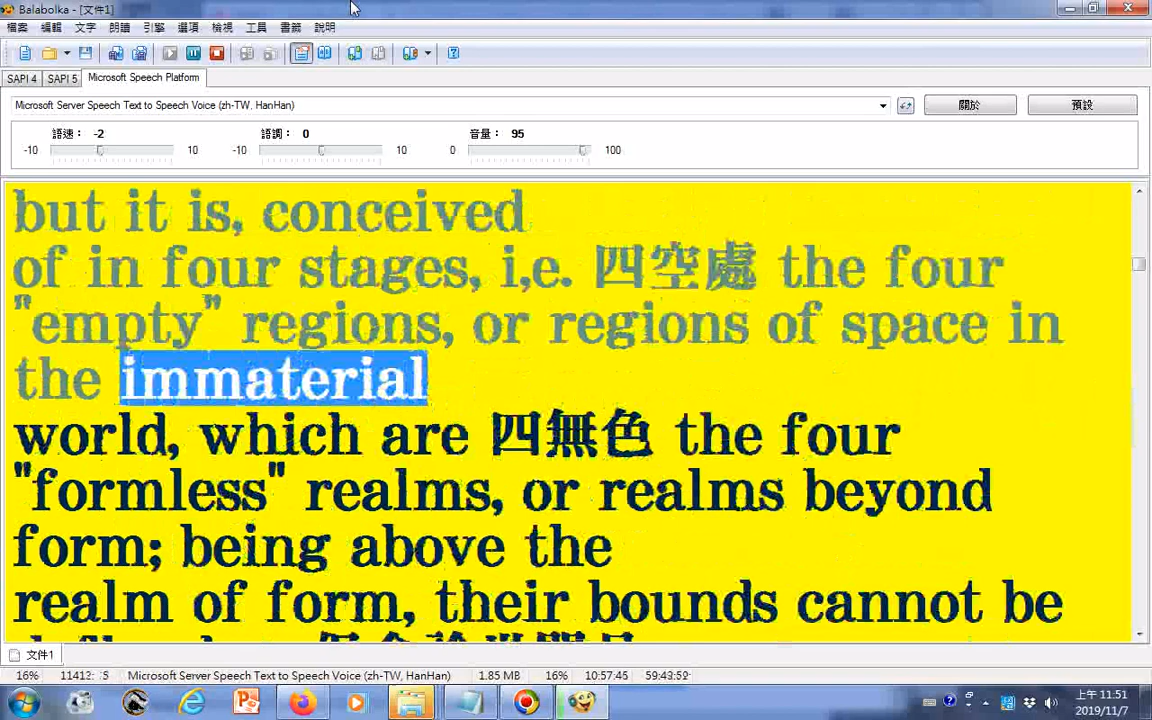 Balabolka - [文件1]
檔案 編輯 文字 朗讀 引擎 選項 檢視 工具 書籤 說明
SAPI 4 SAPI 5 Microsoft Speech Platform
Microsoft Server Speech Text to Speech Voice (zh-TW, HanHan) 關於 預設
語速： -2 語調： 0 音量： 95
-10 10 -10 10 0 100
but it is, conceived
of in four stages, i,e. 四空處 the four
"empty" regions, or regions of space in
the immaterial
world, which are 四無色 the four
"formless" realms, or realms beyond
form; being above the
realm of form, their bounds cannot be
文件1
16% Microsoft Server Speech Text to Speech Voice (zh-TW, HanHan) 1.85 MB 16% 10:57:45 59:43:52
上午 11:51
2019/11/7